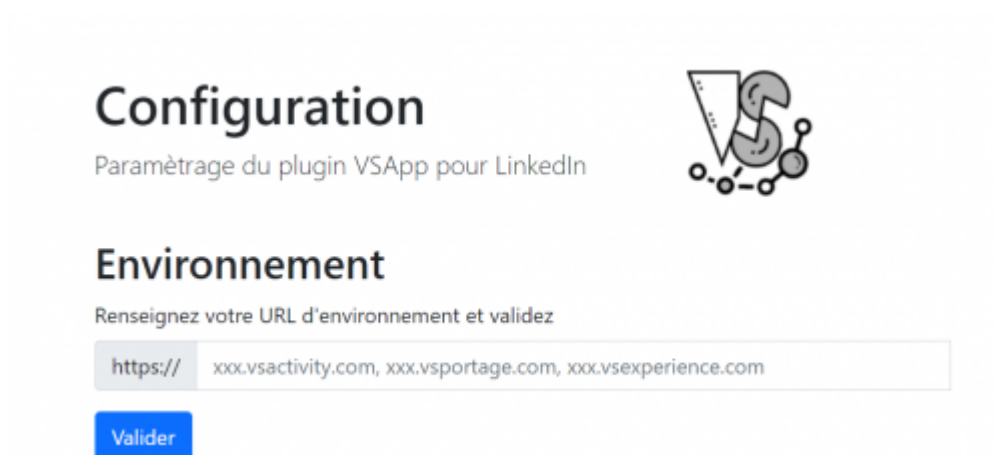 Configuration
Paramètrage du plugin VSApp pour LinkedIn
VS
Environnement
Renseignez votre URL d'environnement et validez
https:// xxx.vsactivity.com, xxx.vsportage.com, xxx.vsexperience.com
Valider